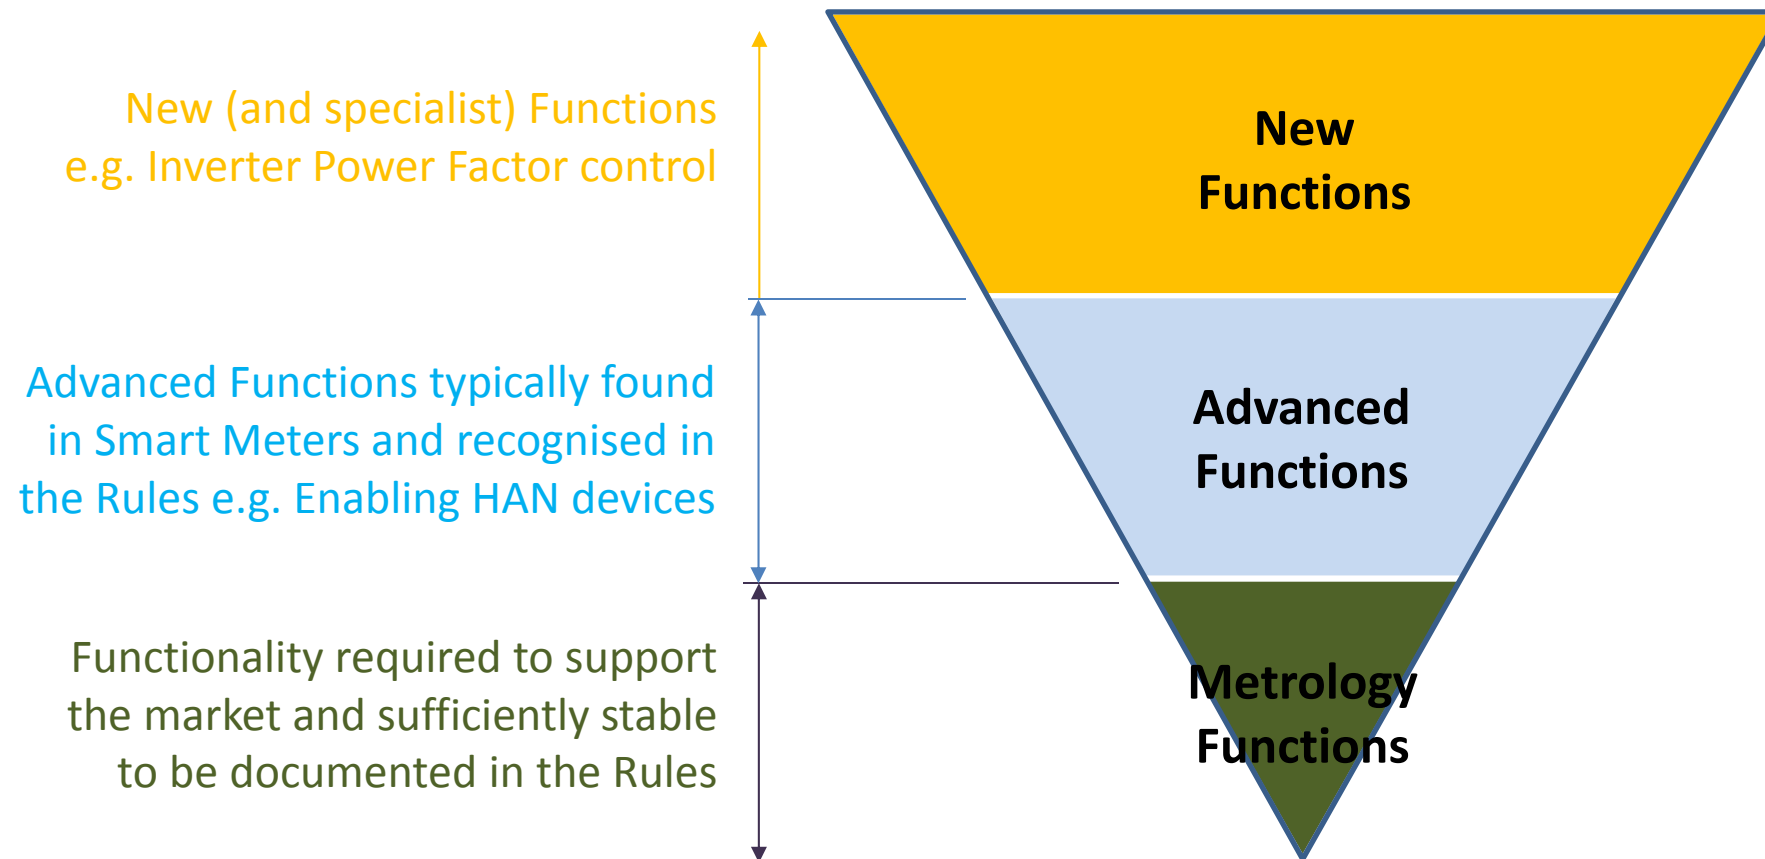 New (and specialist) Functions
e.g. Inverter Power Factor control
New
Functions
Advanced Functions typically found
in Smart Meters and recognised in
the Rules e.g. Enabling HAN devices
Advanced
Functions
Functionality required to support
the market and sufficiently stable
to be documented in the Rules
Metrology
Functions